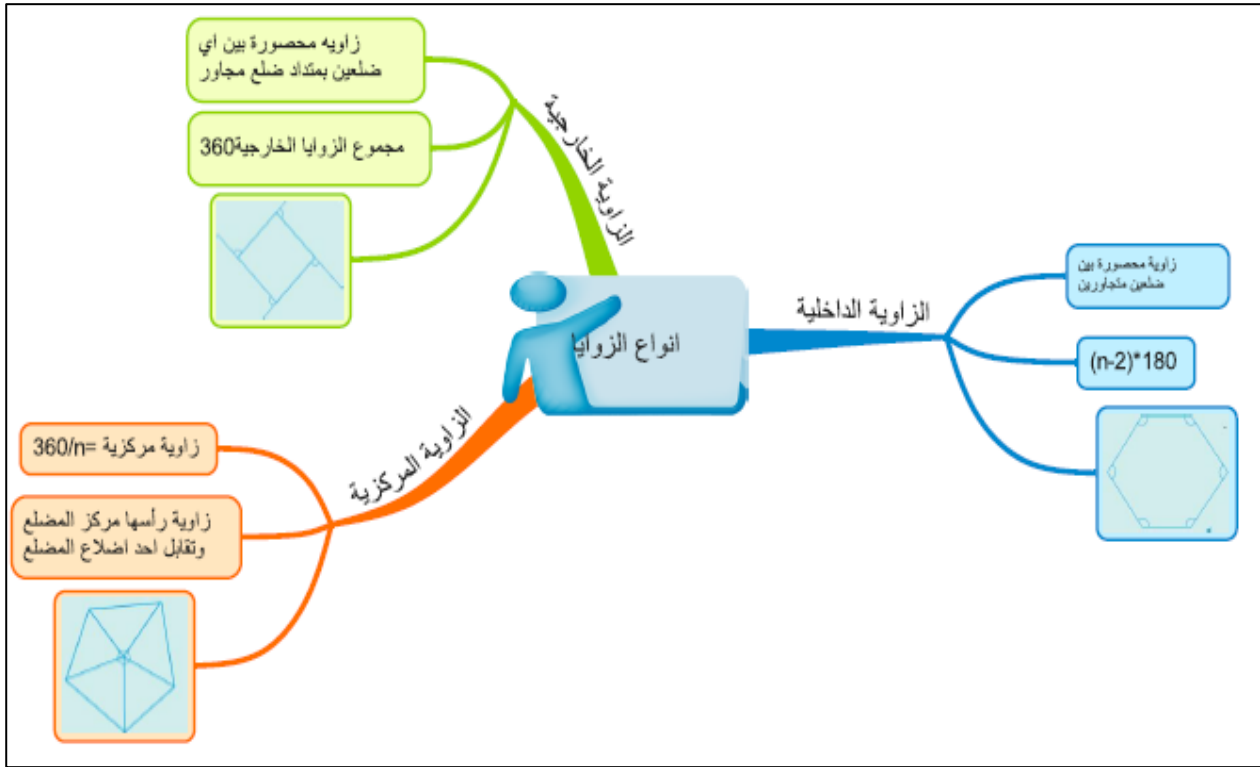 انواع الزوايا
الزاوية الخارجية
زاويه محصورة بين اي
ضلعين بمتداد ضلع مجاور
مجموع الزوايا الخارجية360
الزاوية الداخلية
زاوية محصورة بين
ضلعين متجاورين
(n-2)*180
الزاوية المركزية
زاوية مركزية =360/n
زاوية رأسها مركز المضلع
وتقابل احد اضلاع المضلع